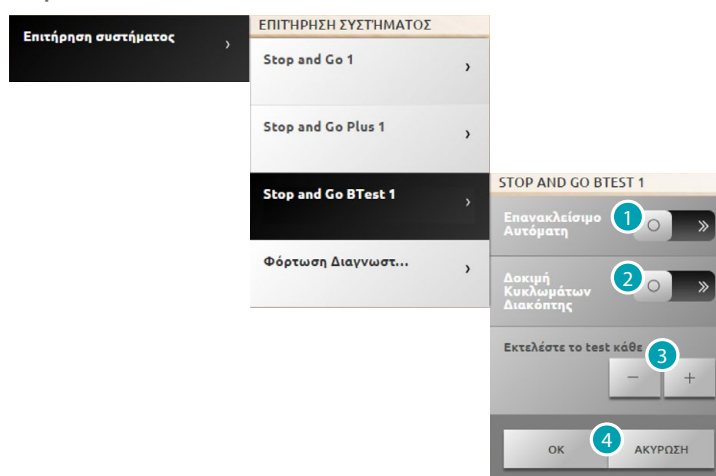 Επιτήρηση συστήματος
ΕΠΙΤΉΡΗΣΗ ΣΥΣΤΉΜΑΤΟΣ
Stop and Go 1
Stop and Go Plus 1
Stop and Go BTest 1
Φόρτωση Διαγνωστ...
STOP AND GO BTEST 1
Επανακλείσιμο
Αυτόματη
1
Δοκιμή
Κυκλωμάτων
Διακόπτης
2
Εκτελέστε το test κάθε
3
− +
4
OK ΑΚΥΡΩΣΗ